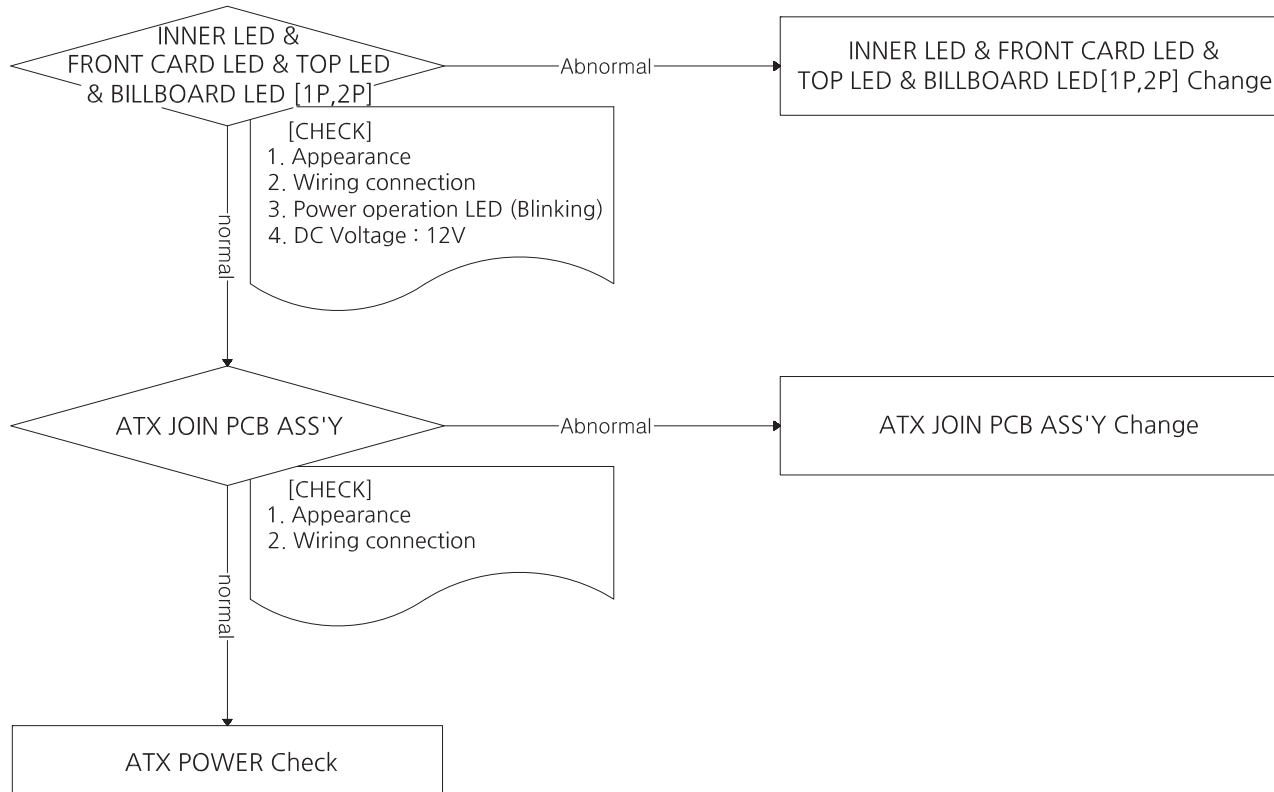 INNER LED &
FRONT CARD LED & TOP LED
& BILLBOARD LED [1P,2P]
Abnormal
INNER LED & FRONT CARD LED &
TOP LED & BILLBOARD LED[1P,2P] Change
[CHECK]
1. Appearance
2. Wiring connection
3. Power operation LED (Blinking)
4. DC Voltage : 12V
normal
ATX JOIN PCB ASS'Y
Abnormal
ATX JOIN PCB ASS'Y Change
[CHECK]
1. Appearance
2. Wiring connection
normal
ATX POWER Check